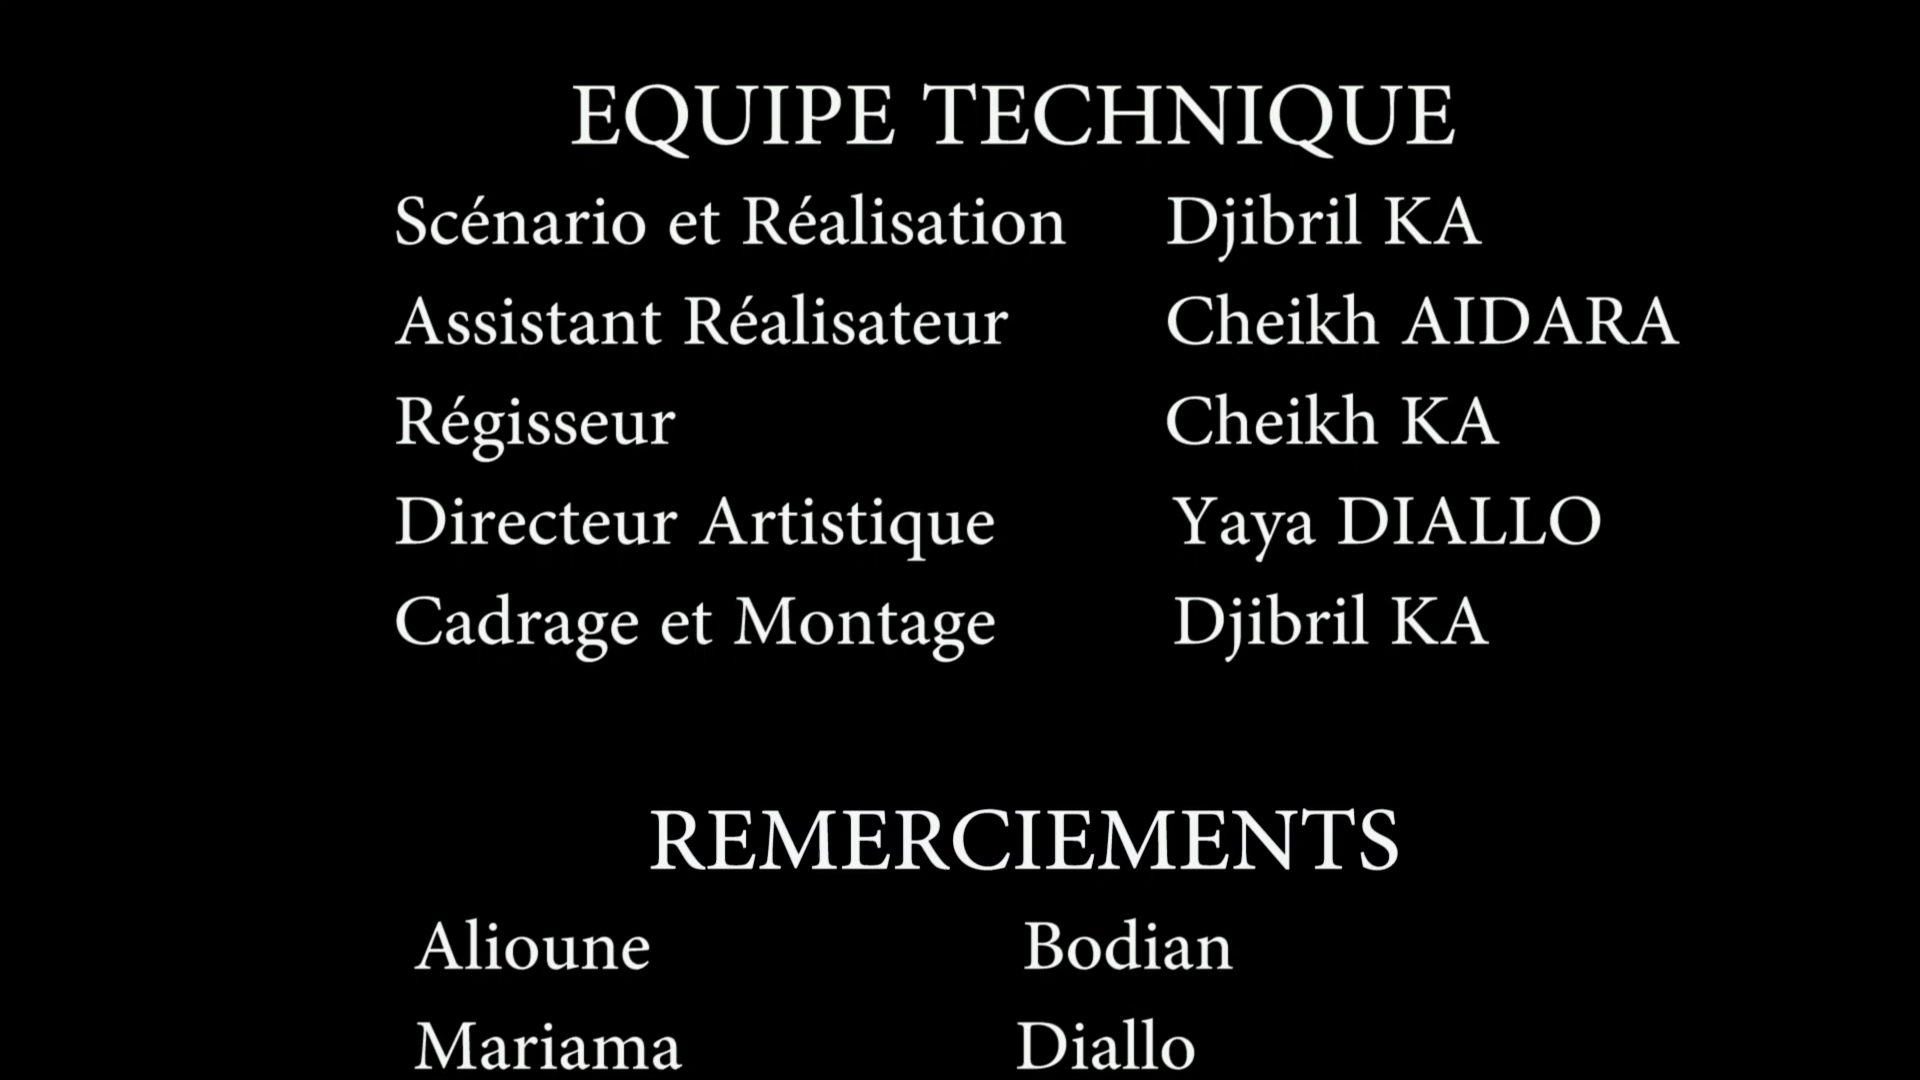 EQUIPE TECHNIQUE
Scénario et Réalisation Djibril KA
Assistant Réalisateur Cheikh AIDARA
Régisseur Cheikh KA
Directeur Artistique Yaya DIALLO
Cadrage et Montage Djibril KA
REMERCIEMENTS
Alioune Bodian
Mariama Diallo